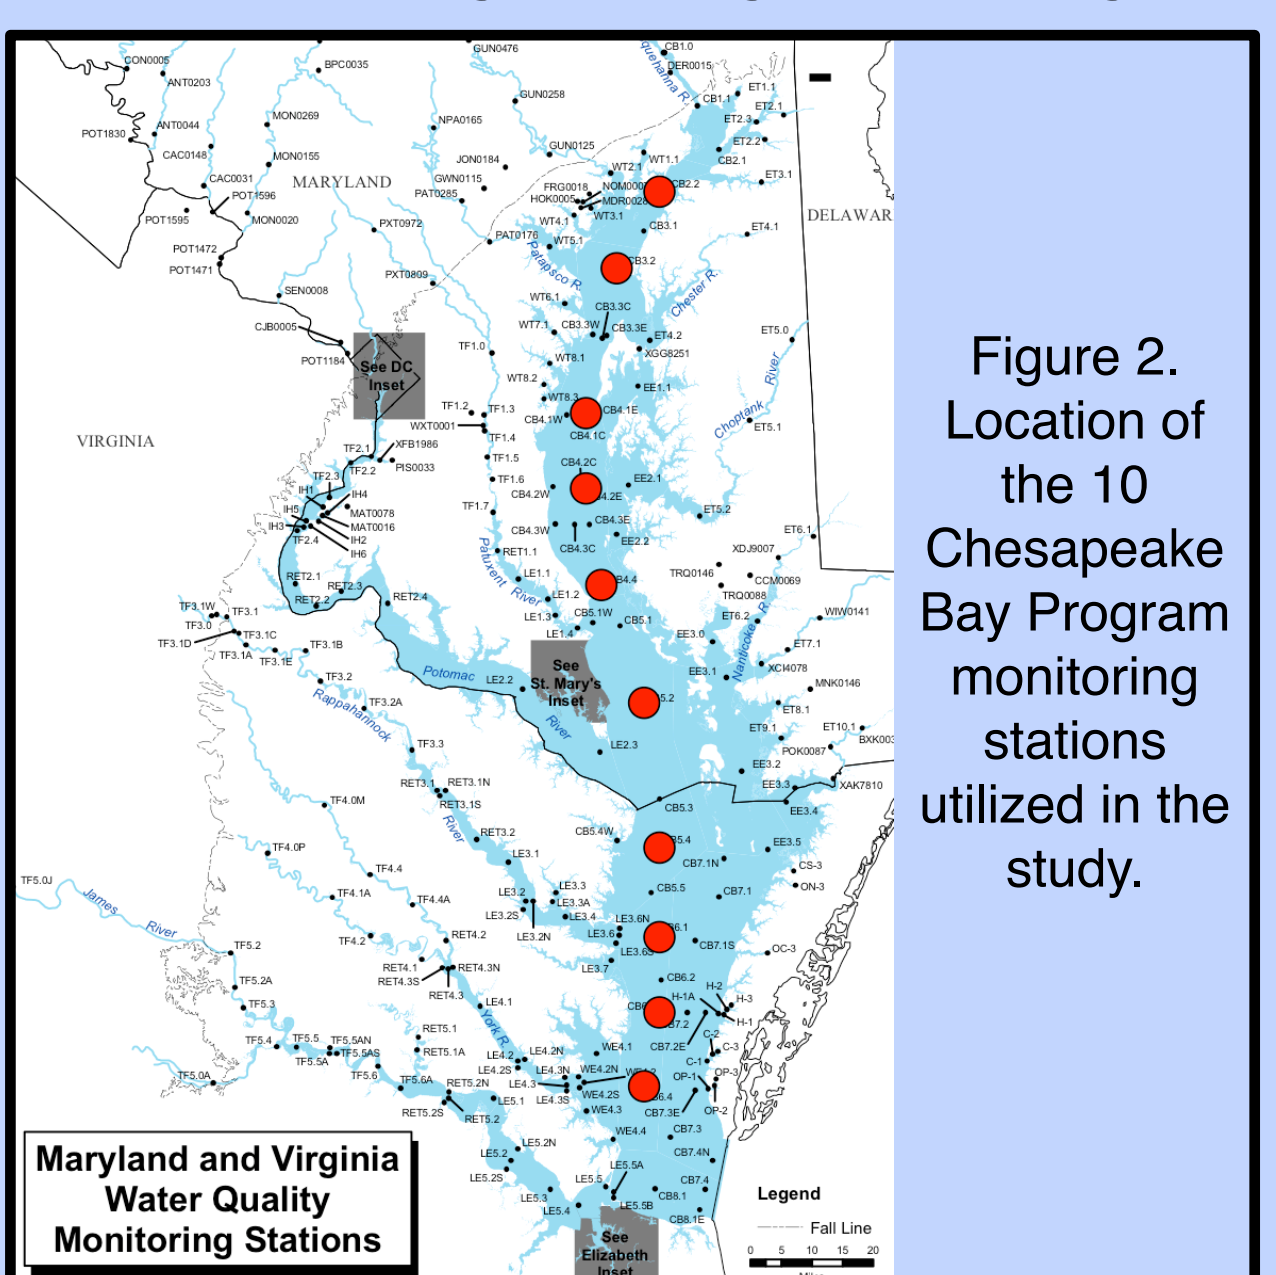 GUN0476
CB1.0
DER0015
CON0005
BPC0035
ANT0203
GUN0258
CB1.1
ET1.1
ET2.1
ET2.3
MON0269
NPA0165
ANT0044
POT1830
ET2.2
GUN0125
CAC0148
MON0155
JON0184
WT2.1
WT1.1
CB2.1
CAC0031
MARYLAND
GWN0115
FRG0018
CB2.2
ET3.1
POT1596
PAT0285
HOK0005
MDR0028
POT1595
MON0020
PXT0972
WT4.1
WT3.1
CB3.1
ET4.1
DELAWAR
PAT0176
WT5.1
POT1472
POT1471
Patapsco R.
CB3.2
PXT0809
Chester R.
SEN0008
WT6.1
CB3.3C
CJB0005
WT7.1
CB3.3W
CB3.3E
ET4.2
ET5.0
POT1184
TF1.0
XGG8251
See DC
Inset
WT8.1
WT8.2
EE1.1
River
WT8.3
TF1.2
TF1.3
CB4.1W
CB4.1E
Choptank
WXT0001
TF1.4
CB4.1C
ET5.1
VIRGINIA
XFB1986
TF2.1
TF2.2
PIS0033
TF1.5
CB4.2C
TF2.3
TF1.6
EE2.1
IH1
IH4
CB4.2W
4.2E
IH5
MAT0078
TF1.7
ET5.2
IH3
MAT0016
CB4.3W
CB4.3E
ET6.1
TF2.4
IH2
EE2.2
IH6
Patuxent
RET1.1
CB4.3C
XDJ9007
RET2.1
LE1.1
B4.4
TRQ0146
CCM0069
RET2.3
River
LE1.2
TRQ0088
RET2.2
RET2.4
TF3.1W
TF3.1
LE1.3
CB5.1W
ET6.2
WIW0141
TF3.0
CB5.1
TF3.1D
TF3.1C
LE1.4
EE3.0
Nanticoke R.
TF3.1A
TF3.1B
ET7.1
TF3.1E
See
St. Mary's
Inset
XCI4078
TF3.2
Potomac
LE2.2
EE3.1
MNK0146
Rappahannock
TF3.2A
5.2
ET8.1
River
ET9.1
ET10.1
TF3.3
LE2.3
POK0087
BXK003
EE3.2
RET3.1
RET3.1N
EE3.3
XAK7810
RET3.1S
TF4.0M
CB5.3
EE3.4
River
RET3.2
CB5.4W
B5.4
EE3.5
TF4.0P
LE3.1
CB7.1N
CS-3
TF4.4
TF5.0J
LE3.2
LE3.3
CB5.5
CB7.1
ON-3
TF4.1A
LE3.3A
James
River
TF4.4A
LE3.2S
LE3.4
LE3.6N
TF4.2
RET4.2
LE3.2N
LE3.6
6.1
TF5.2
CB7.1S
OC-3
RET4.1
RET4.3N
LE3.7
RET4.3S
TF5.2A
RET4.3
CB6.2
H-2
H-1A
H-3
TF5.3
LE4.1
7.2
H-1
York R.
RET5.1
C-2
TF5.4
TF5.5
TF5.5AN
CB7.2E
C-3
RET5.1A
LE4.2
LE4.2N
WE4.1
TF5.5A
TF5.5AS
C-1
LE4.2S
TF5.0A
TF5.6
LE4.3N
WE4.2N
OP-1
OP-3
TF5.6A
RET5.2N
LE4.3
LE4.3S
WE4.2S
6.4
RET5.2S
LE5.1
WE4.3
CB7.3E
OP-2
RET5.2
WE4.4
CB7.3
LE5.2N
LE5.2
CB7.4N
LE5.2S
LE5.5A
LE5.5
CB7.4
LE5.3
CB8.1
LE5.4
LE5.5B
CB8.1E
See
Elizabeth
Inset
Maryland and Virginia
Water Quality
Monitoring Stations
Legend
Fall Line
0 5 10 15 20
Figure 2.
Location of
the 10
Chesapeake
Bay Program
monitoring
stations
utilized in the
study.